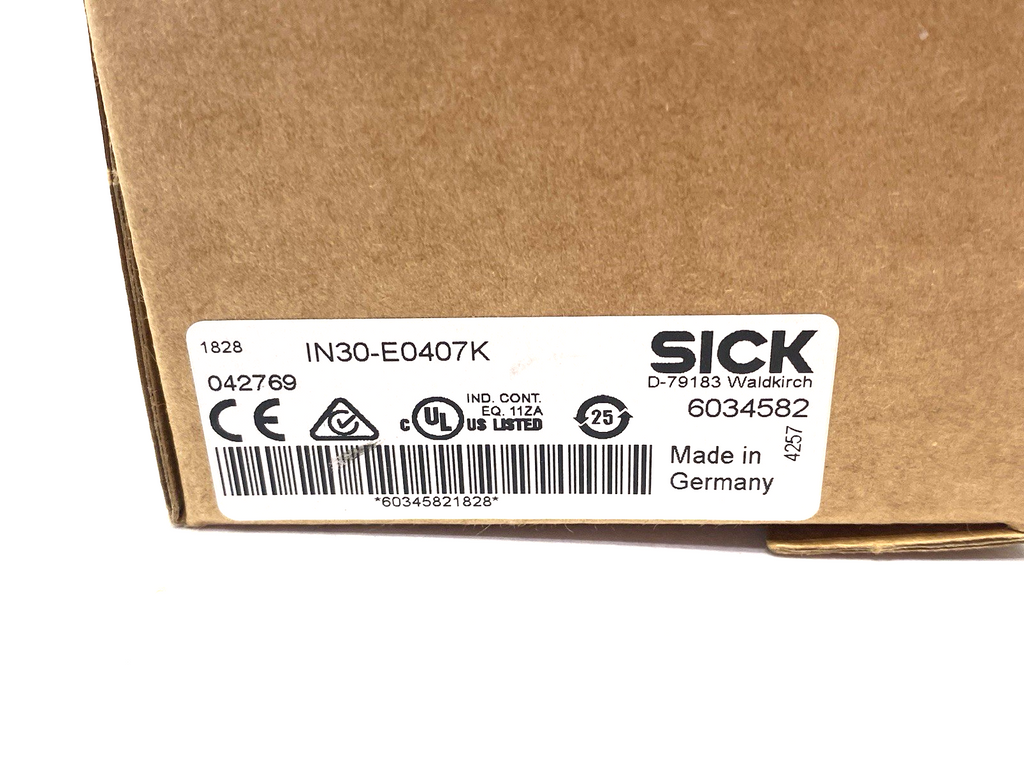 1828
IN30-E0407K
SICK
D-79183 Waldkirch
042769
6034582
CE
c UL US LISTED
IND. CONT.
EQ. 11ZA
25
4257
Made in
Germany
*60345821828*